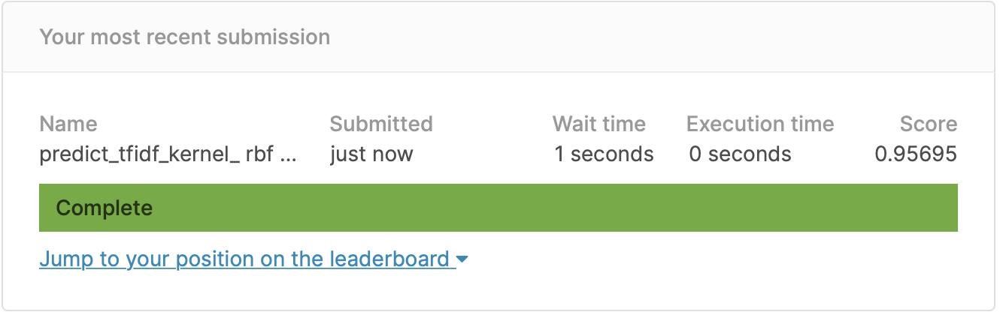 Your most recent submission
Name Submitted Wait time Execution time Score
predict_tfidf_kernel_ rbf ... just now 1 seconds 0 seconds 0.95695
Complete
Jump to your position on the leaderboard